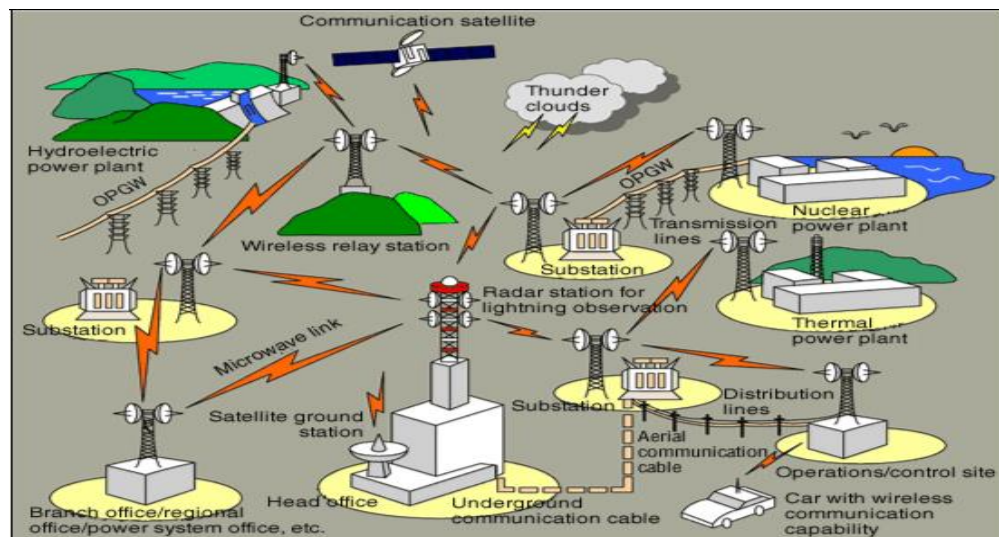 Communication satellite
Thunder
clouds
Hydroelectric
power plant
OPGW
Wireless relay station
OPGW
Nuclear
power plant
Transmission
lines
Substation
Substation
Radar station for
lightning observation
Thermal
power plant
Microwave link
Satellite ground
station
Substation
Distribution
lines
Aerial
communication
cable
Operations/control site
Head office
Underground
communication cable
Car with wireless
communication
capability
Branch office/regional
office/power system office, etc.